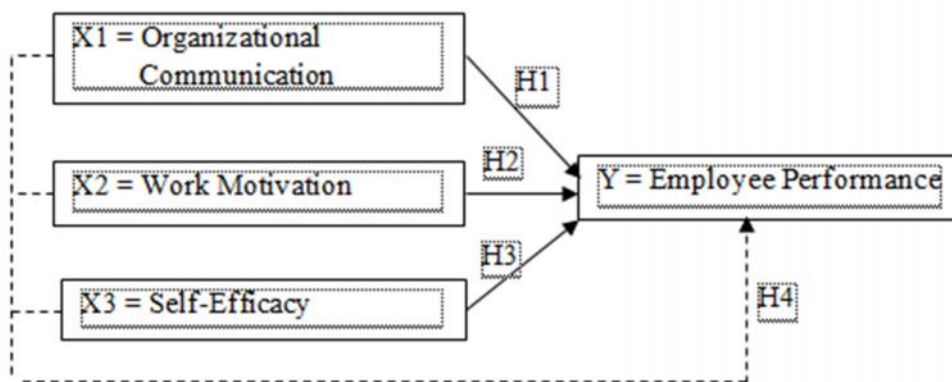 X1 = Organizational
Communication
H1
X2 = Work Motivation
H2
Y = Employee Performance
H3
X3 = Self-Efficacy
H4